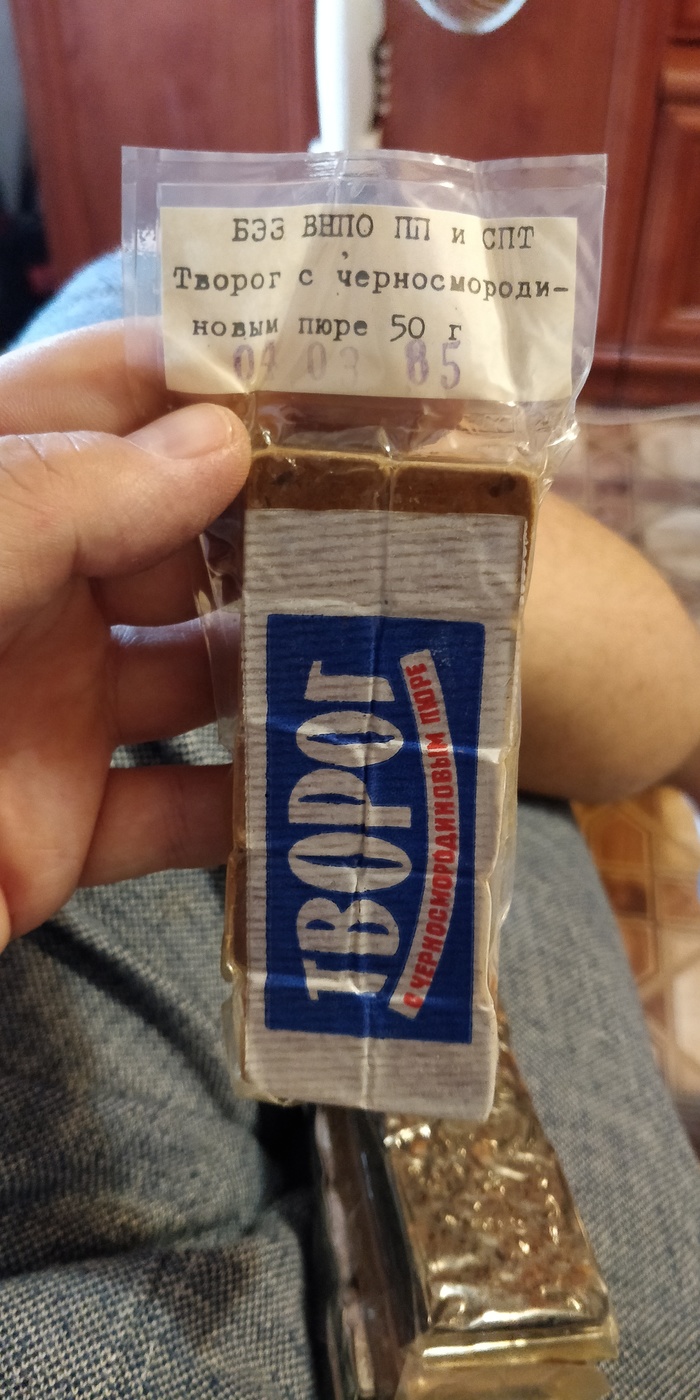 БЭЗ ВНПО ПП и СПТ
Творог с черносмороди-
новым пюре 50 г
04 03 85
ТВОРОГ
С ЧЕРНОСМОРОДИНОВЫМ ПЮРЕ